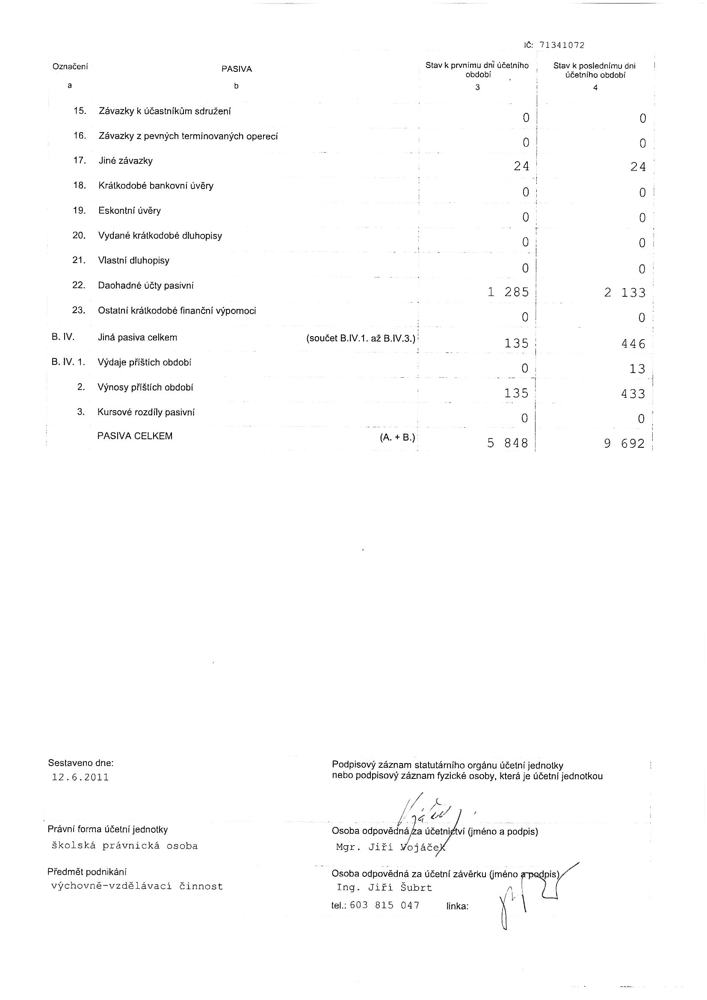 IČ: 71341072
Označení PASIVA Stav k prvnímu dni účetního období Stav k poslednímu dni účetního období
a b 3 4
15. Závazky k účastníkům sdružení 0 0
16. Závazky z pevných termínovaných operecí 0 0
17. Jiné závazky 24 24
18. Krátkodobé bankovní úvěry 0 0
19. Eskontní úvěry 0 0
20. Vydané krátkodobé dluhopisy 0 0
21. Vlastní dluhopisy 0 0
22. Daohadné účty pasivní 1 285 2 133
23. Ostatní krátkodobé finanční výpomoci 0 0
B. IV. Jiná pasiva celkem (součet B.IV.1. až B.IV.3.) 135 446
B. IV. 1. Výdaje příštích období 0 13
2. Výnosy příštích období 135 433
3. Kursové rozdíly pasivní 0 0
PASIVA CELKEM (A. + B.) 5 848 9 692
Sestaveno dne:
12.6.2011
Podpisový záznam statutárního orgánu účetní jednotky
nebo podpisový záznam fyzické osoby, která je účetní jednotkou
Právní forma účetní jednotky
školská právnická osoba
Osoba odpovědná za účetnictví (jméno a podpis)
Mgr. Jiří Vojáček
Předmět podnikání
výchovně-vzdělávací činnost
Osoba odpovědná za účetní závěrku (jméno a podpis)
Ing. Jiří Šubrt
tel.: 603 815 047 linka: